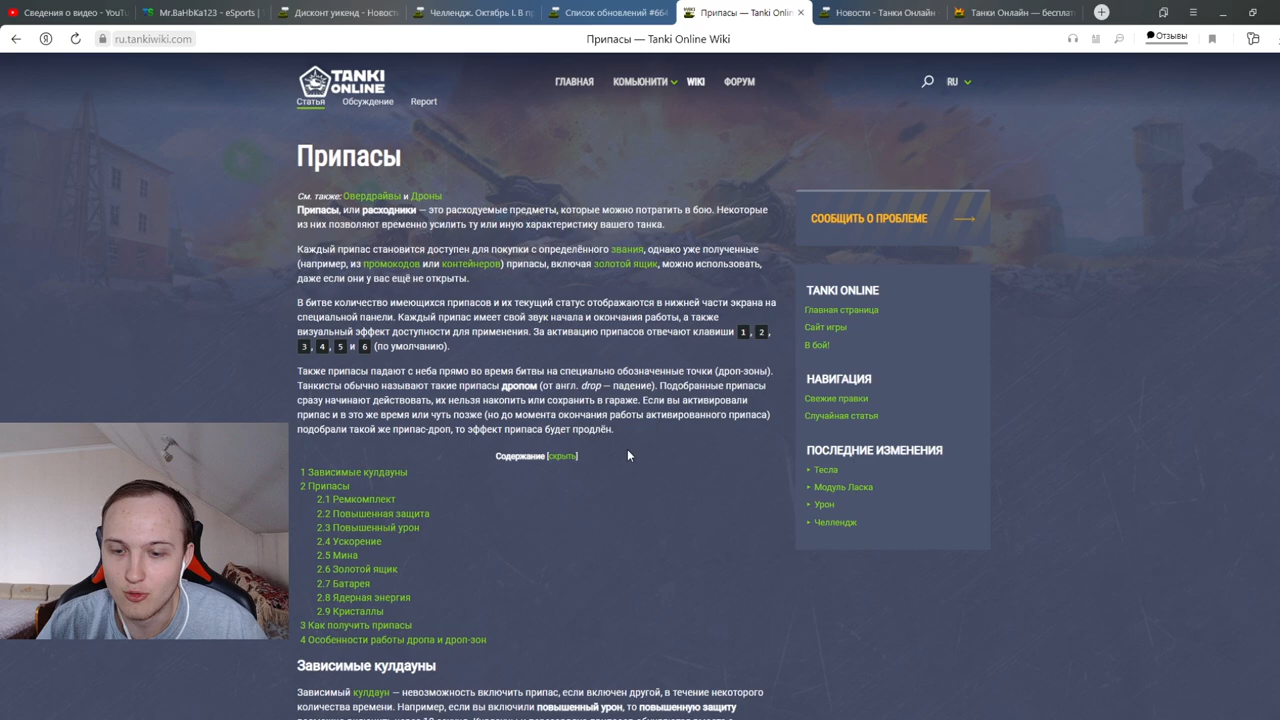 Сведения о видео - YouTu
Mr.BaHbKa123 - eSports |
Дисконт уикенд - Новост
Челлендж. Октябрь I. В п
Список обновлений #664
Припасы — Tanki Onlin
Новости - Танки Онлайн
Танки Онлайн — бесплат
ru.tankiwiki.com
Припасы — Tanki Online Wiki
Отзывы
TANKI ONLINE
ГЛАВНАЯ
КОМЬЮНИТИ
WIKI
ФОРУМ
RU
Статья
Обсуждение
Report
Припасы
См. также: Овердрайвы и Дроны
Припасы, или расходники — это расходуемые предметы, которые можно потратить в бою. Некоторые
из них позволяют временно усилить ту или иную характеристику вашего танка.
Каждый припас становится доступен для покупки с определённого звания, однако уже полученные
(например, из промокодов или контейнеров) припасы, включая золотой ящик, можно использовать,
даже если они у вас ещё не открыты.
В битве количество имеющихся припасов и их текущий статус отображаются в нижней части экрана на
специальной панели. Каждый припас имеет свой звук начала и окончания работы, а также
визуальный эффект доступности для применения. За активацию припасов отвечают клавиши 1 , 2 ,
3 , 4 , 5 и 6 (по умолчанию).
Также припасы падают с неба прямо во время битвы на специально обозначенные точки (дроп-зоны).
Танкисты обычно называют такие припасы дропом (от англ. drop — падение). Подобранные припасы
сразу начинают действовать, их нельзя накопить или сохранить в гараже. Если вы активировали
припас и в это же время или чуть позже (но до момента окончания работы активированного припаса)
подобрали такой же припас-дроп, то эффект припаса будет продлён.
Содержание [скрыть]
1 Зависимые кулдауны
2 Припасы
2.1 Ремкомплект
2.2 Повышенная защита
2.3 Повышенный урон
2.4 Ускорение
2.5 Мина
2.6 Золотой ящик
2.7 Батарея
2.8 Ядерная энергия
2.9 Кристаллы
3 Как получить припасы
4 Особенности работы дропа и дроп-зон
Зависимые кулдауны
Зависимый кулдаун — невозможность включить припас, если включен другой, в течение некоторого
количества времени. Например, если вы включили повышенный урон, то повышенную защиту
СООБЩИТЬ О ПРОБЛЕМЕ
TANKI ONLINE
Главная страница
Сайт игры
В бой!
НАВИГАЦИЯ
Свежие правки
Случайная статья
ПОСЛЕДНИЕ ИЗМЕНЕНИЯ
Тесла
Модуль Ласка
Урон
Челлендж